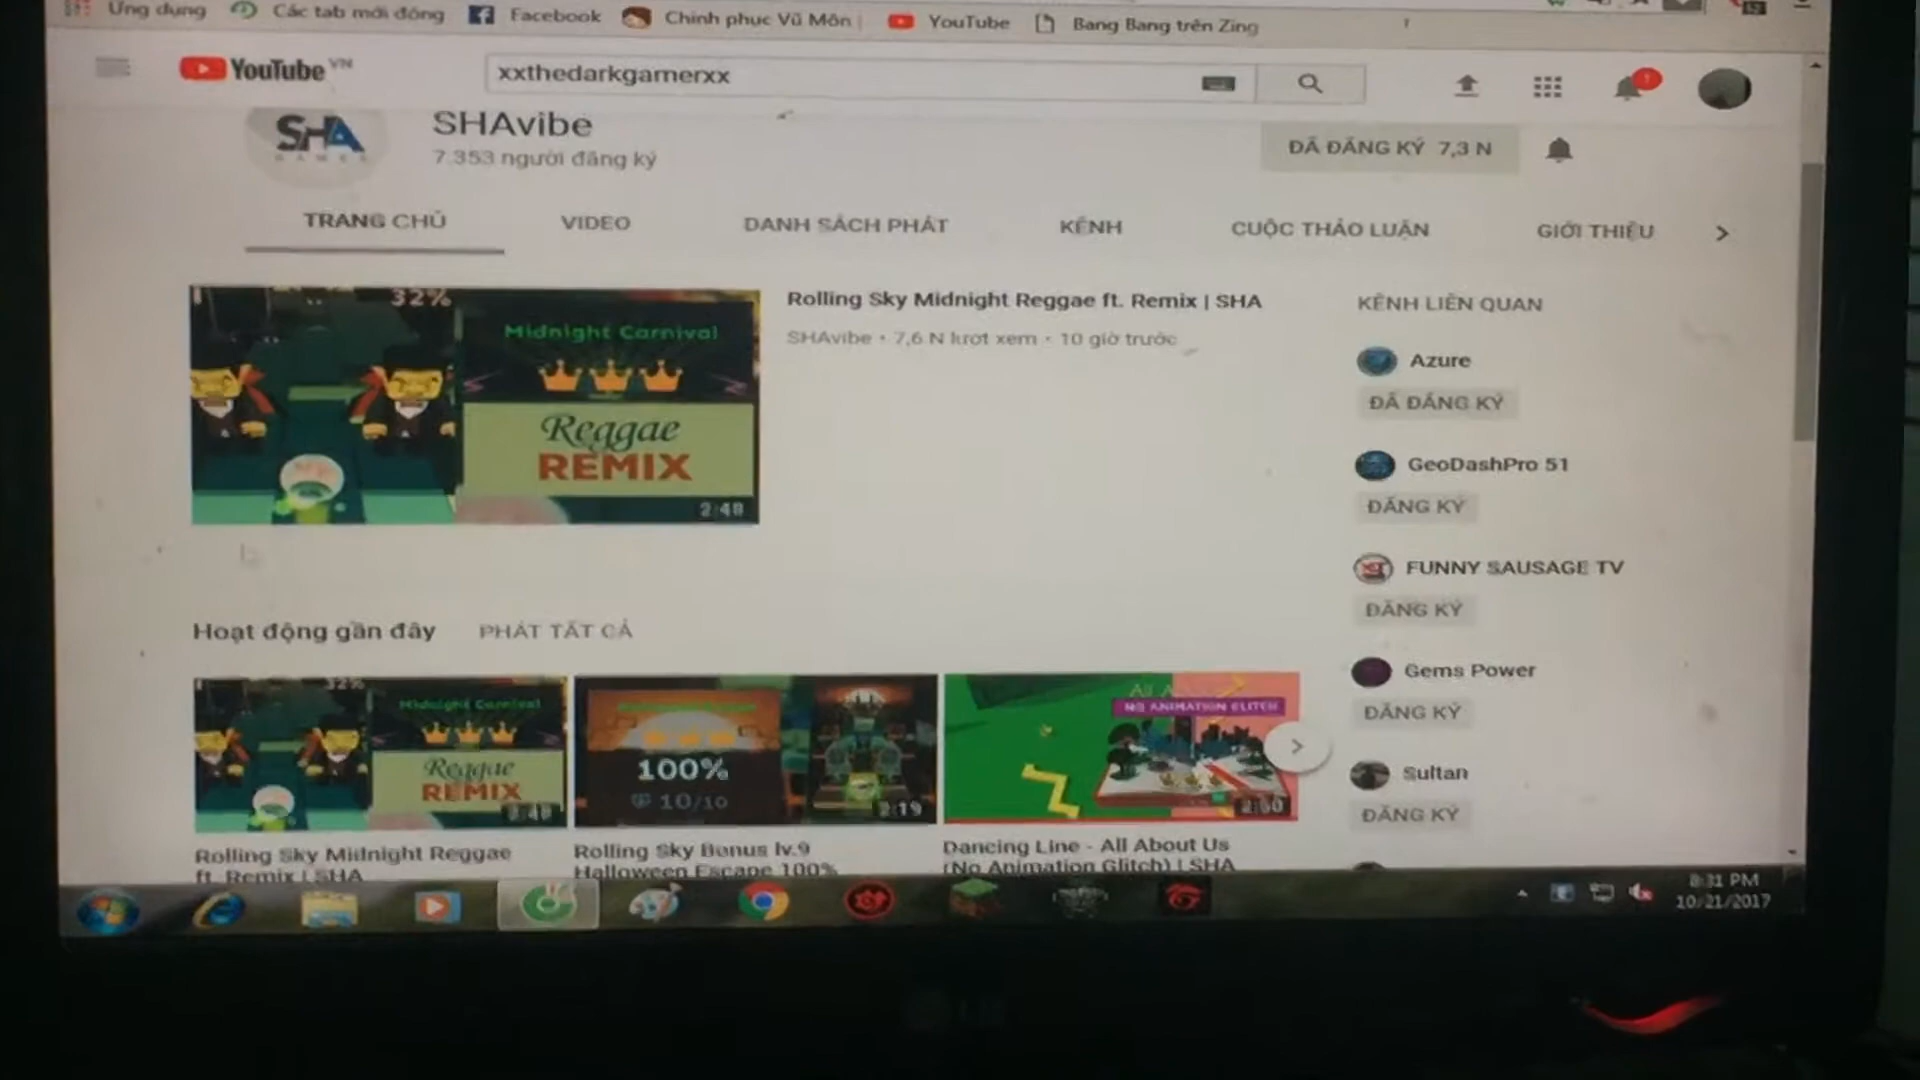 Ứng dụng Các tab mới đóng Facebook Chinh phục Vũ Môn | YouTube Bang Bang trên Zing
YouTube VN xxthedarkgamerxx
SHA
GAMES
SHAvibe
7.353 người đăng ký
ĐÃ ĐĂNG KÝ 7,3 N
TRANG CHỦ VIDEO DANH SÁCH PHÁT KÊNH CUỘC THẢO LUẬN GIỚI THIỆU
32%
Midnight Carnival
Reggae
REMIX
2:48
Rolling Sky Midnight Reggae ft. Remix | SHA
SHAvibe • 7,6 N lượt xem • 10 giờ trước
KÊNH LIÊN QUAN
Azure
ĐÃ ĐĂNG KÝ
GeoDashPro 51
ĐĂNG KÝ
FUNNY SAUSAGE TV
ĐĂNG KÝ
Gems Power
ĐĂNG KÝ
Sultan
ĐĂNG KÝ
Hoạt động gần đây PHÁT TẤT CẢ
32%
Midnight Carnival
Reggae
REMIX
2:48
100%
10/10
2:19
NO ANIMATION GLITCH
Rolling Sky Midnight Reggae
ft. Remix | SHA
Rolling Sky Bonus lv.9
Halloween Escape 100%
Dancing Line - All About Us
(No Animation Glitch) | SHA
8:31 PM
10/21/2017
LG